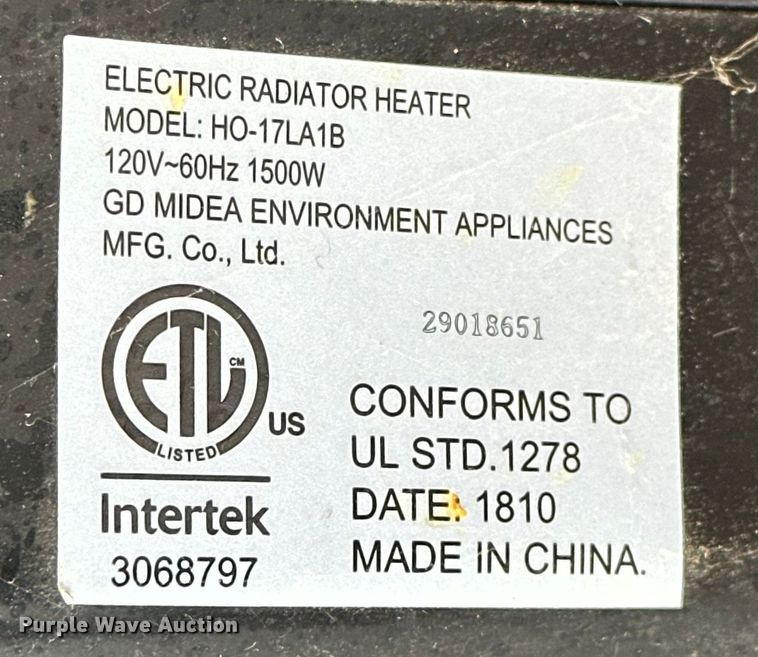 ELECTRIC RADIATOR HEATER
MODEL: HO-17LA1B
120V~60Hz 1500W
GD MIDEA ENVIRONMENT APPLIANCES
MFG. Co., Ltd.
29018651
ETL CM
LISTED
US
Intertek
3068797
CONFORMS TO
UL STD.1278
DATE: 1810
MADE IN CHINA.
Purple Wave Auction